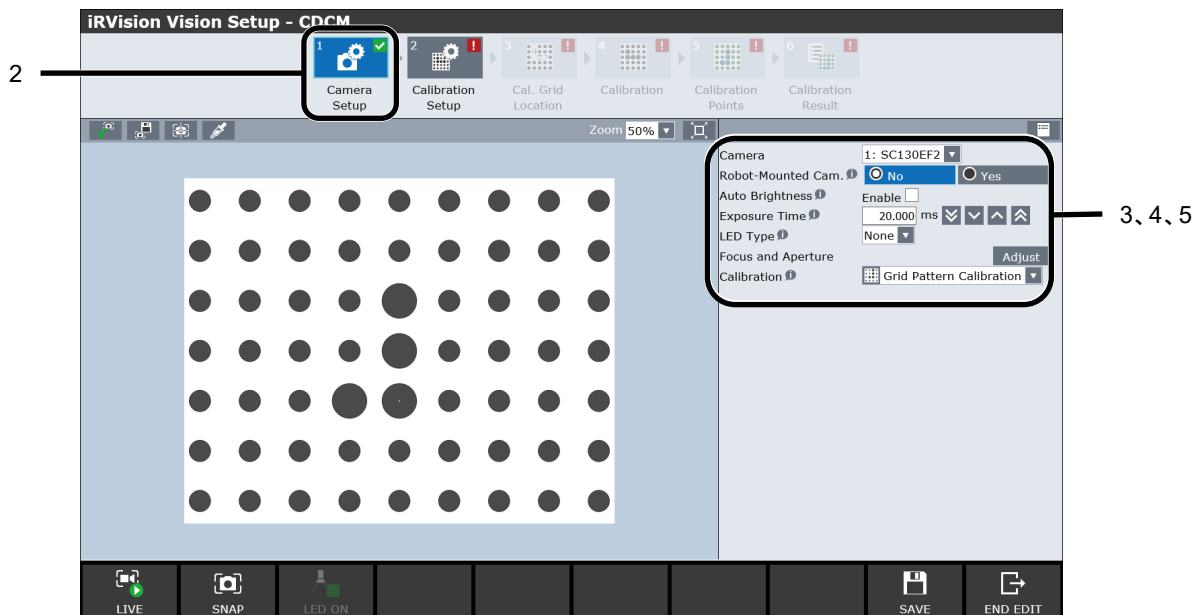 iRVision Vision Setup - CDCM
2
1
2
3
4
5
6
Camera Setup
Calibration Setup
Cal. Grid Location
Calibration
Calibration Points
Calibration Result
Zoom 50%
Camera 1: SC130EF2
Robot-Mounted Cam. No Yes
Auto Brightness Enable
Exposure Time 20.000 ms
LED Type None
Focus and Aperture Adjust
Calibration Grid Pattern Calibration
3、4、5
LIVE SNAP LED ON SAVE END EDIT